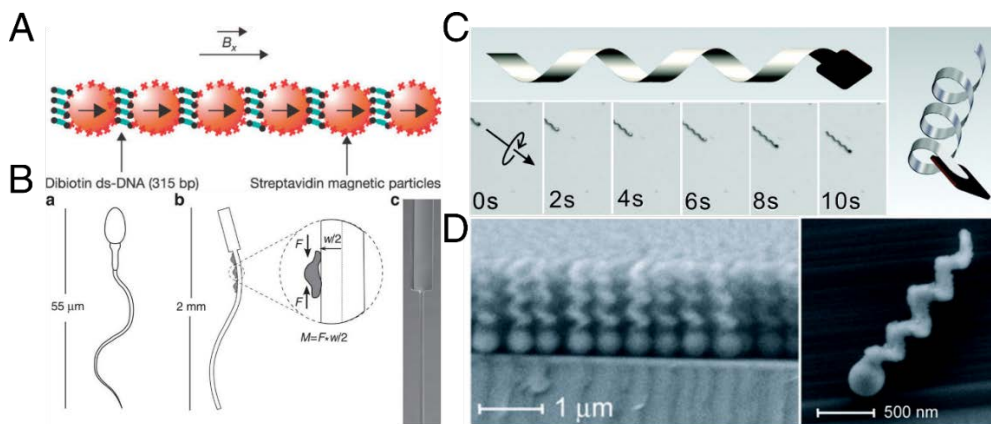 A
B_x
Dibiotin ds-DNA (315 bp)
Streptavidin magnetic particles
B
a
b
c
55 μm
2 mm
F
w/2
F
M=F*w/2
C
0s
2s
4s
6s
8s
10s
D
1 μm
500 nm